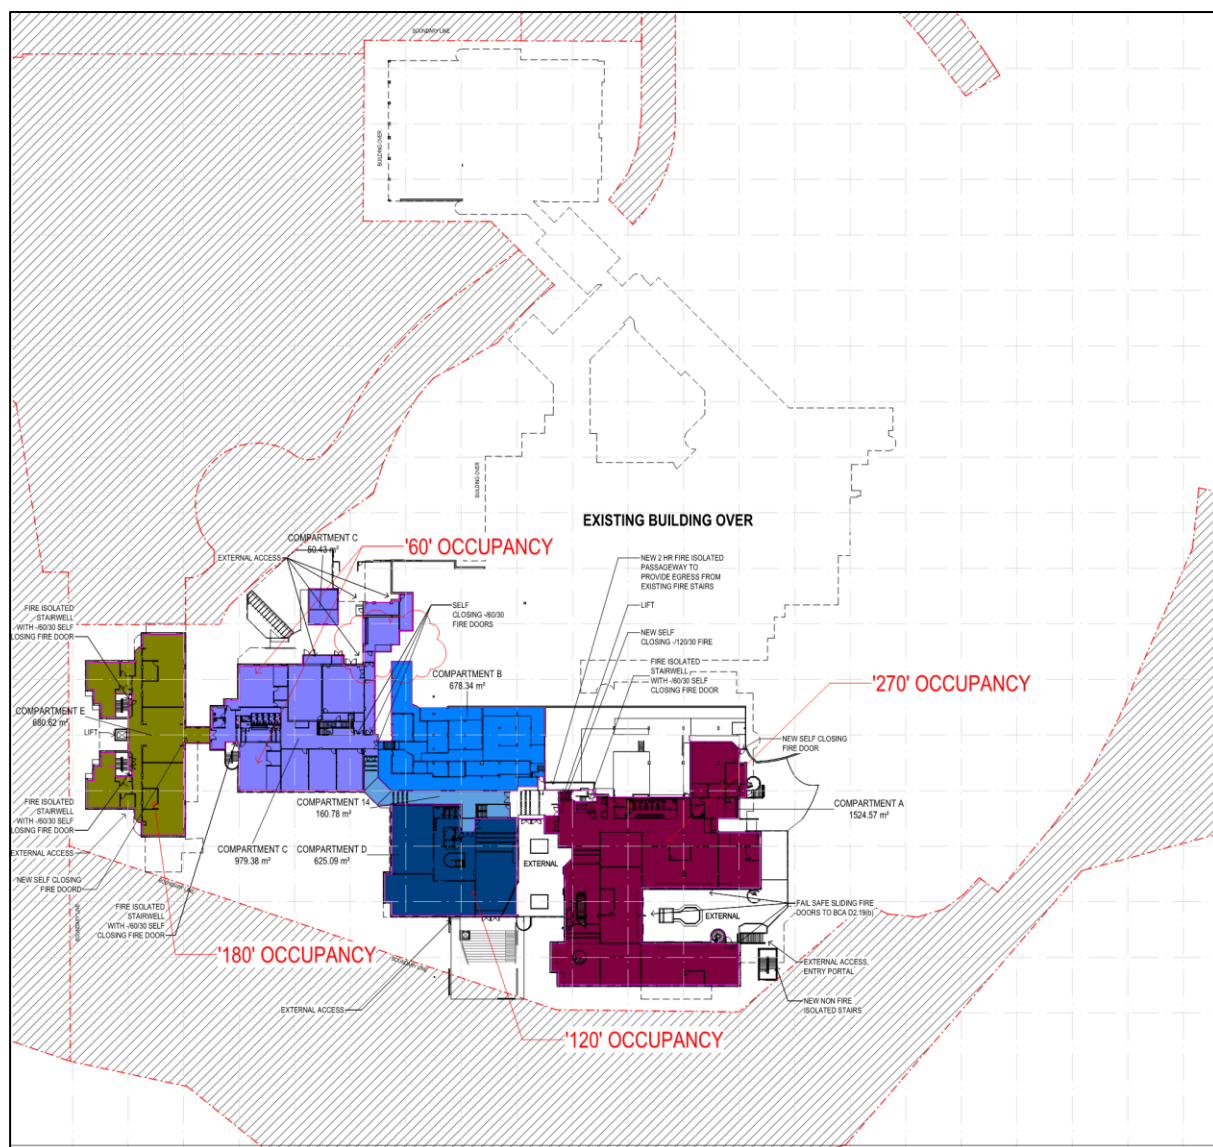 BOUNDARY LINE
BUILDING OVER
BUILDING OVER
EXISTING BUILDING OVER
COMPARTMENT C
60.43 m²
EXTERNAL ACCESS
'60' OCCUPANCY
NEW 2 HR FIRE ISOLATED
PASSAGEWAY TO
PROVIDE EGRESS FROM
EXISTING FIRE STAIRS
LIFT
SELF
CLOSING -/60/30
FIRE DOORS
NEW SELF
CLOSING -/120/30 FIRE
FIRE ISOLATED
STAIRWELL
WITH -/60/30 SELF
CLOSING FIRE DOOR
FIRE ISOLATED
STAIRWELL
WITH -/60/30 SELF
LOSING FIRE DOOR
COMPARTMENT B
678.34 m²
'270' OCCUPANCY
COMPARTMENT E
680.62 m²
LIFT
NEW SELF CLOSING
FIRE DOOR
FIRE ISOLATED
STAIRWELL
WITH -/60/30 SELF
LOSING FIRE DOOR
COMPARTMENT 14
160.78 m²
COMPARTMENT A
1524.57 m²
EXTERNAL ACCESS
COMPARTMENT C
979.38 m²
COMPARTMENT D
625.09 m²
EXTERNAL
NEW SELF CLOSING
FIRE DOORD
BOUNDARY LINE
BOUNDARY LINE
FIRE ISOLATED
STAIRWELL
WITH -/60/30 SELF
CLOSING FIRE DOOR
FAIL SAFE SLIDING FIRE
DOORS TO BCA D2.19(b)
EXTERNAL
'180' OCCUPANCY
BOUNDARY LINE
EXTERNAL ACCESS,
ENTRY PORTAL
NEW NON FIRE
ISOLATED STAIRS
EXTERNAL ACCESS
'120' OCCUPANCY